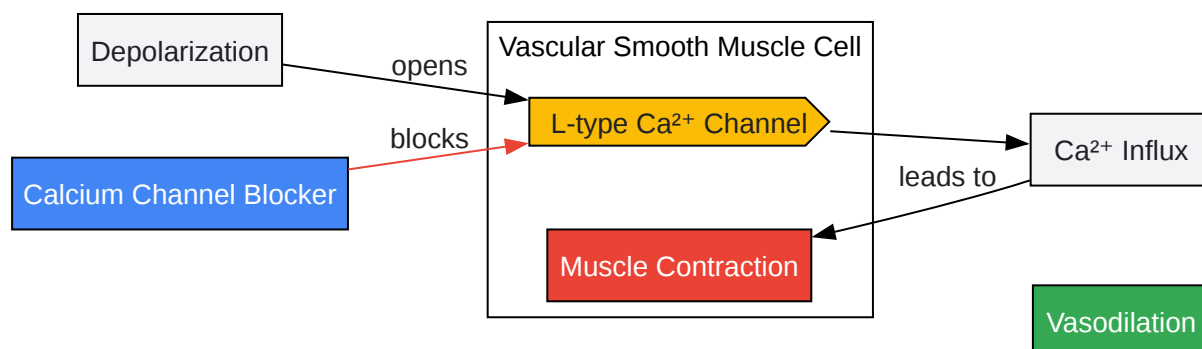 Vascular Smooth Muscle Cell
Depolarization
opens
L-type Ca²⁺ Channel
blocks
Ca²⁺ Influx
leads to
Calcium Channel Blocker
Muscle Contraction
Vasodilation